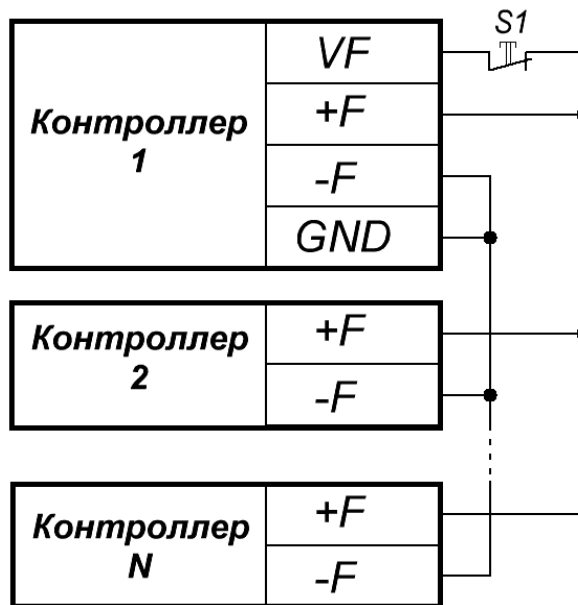 S1
Контроллер
1
VF
+F
-F
GND
Контроллер
2
+F
-F
Контроллер
N
+F
-F